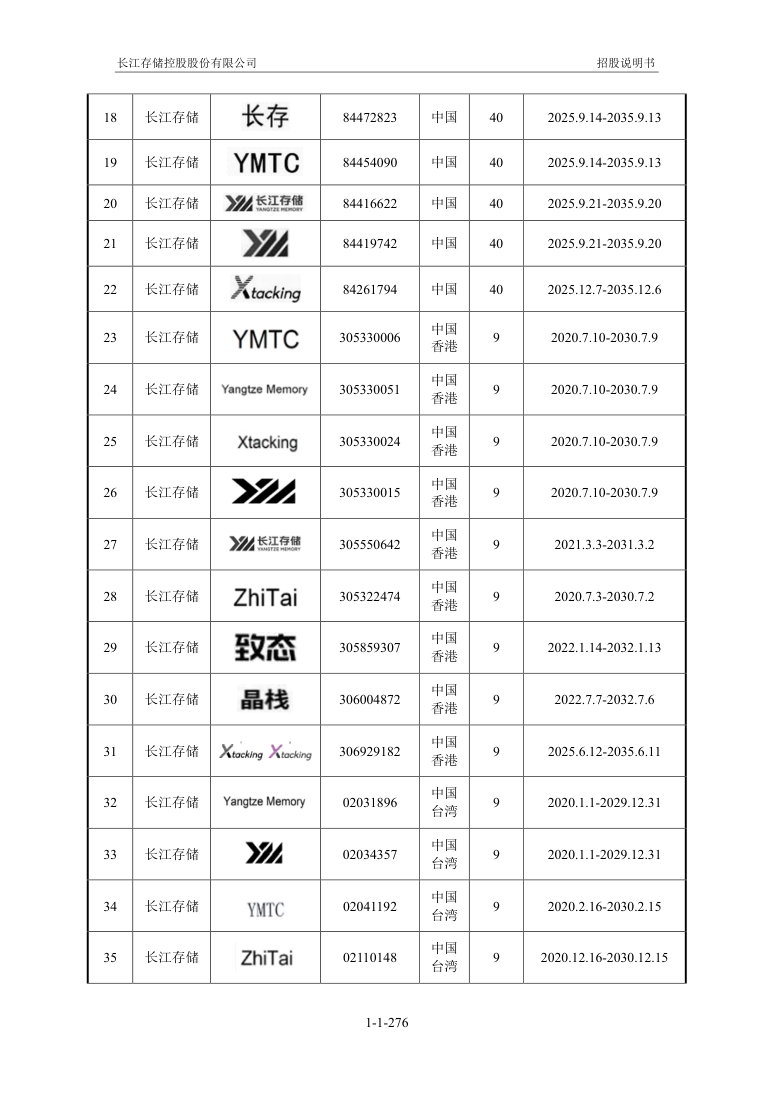 长江存储控股股份有限公司 招股说明书
18 长江存储 长存 84472823 中国 40 2025.9.14-2035.9.13
19 长江存储 YMTC 84454090 中国 40 2025.9.14-2035.9.13
20 长江存储 长江存储 YANGTZE MEMORY 84416622 中国 40 2025.9.21-2035.9.20
21 长江存储 YM 84419742 中国 40 2025.9.21-2035.9.20
22 长江存储 Xtacking 84261794 中国 40 2025.12.7-2035.12.6
23 长江存储 YMTC 305330006 中国香港 9 2020.7.10-2030.7.9
24 长江存储 Yangtze Memory 305330051 中国香港 9 2020.7.10-2030.7.9
25 长江存储 Xtacking 305330024 中国香港 9 2020.7.10-2030.7.9
26 长江存储 YM 305330015 中国香港 9 2020.7.10-2030.7.9
27 长江存储 长江存储 YANGTZE MEMORY 305550642 中国香港 9 2021.3.3-2031.3.2
28 长江存储 ZhiTai 305322474 中国香港 9 2020.7.3-2030.7.2
29 长江存储 致态 305859307 中国香港 9 2022.1.14-2032.1.13
30 长江存储 晶栈 306004872 中国香港 9 2022.7.7-2032.7.6
31 长江存储 Xtacking Xtacking 306929182 中国香港 9 2025.6.12-2035.6.11
32 长江存储 Yangtze Memory 02031896 中国台湾 9 2020.1.1-2029.12.31
33 长江存储 YM 02034357 中国台湾 9 2020.1.1-2029.12.31
34 长江存储 YMTC 02041192 中国台湾 9 2020.2.16-2030.2.15
35 长江存储 ZhiTai 02110148 中国台湾 9 2020.12.16-2030.12.15
1-1-276